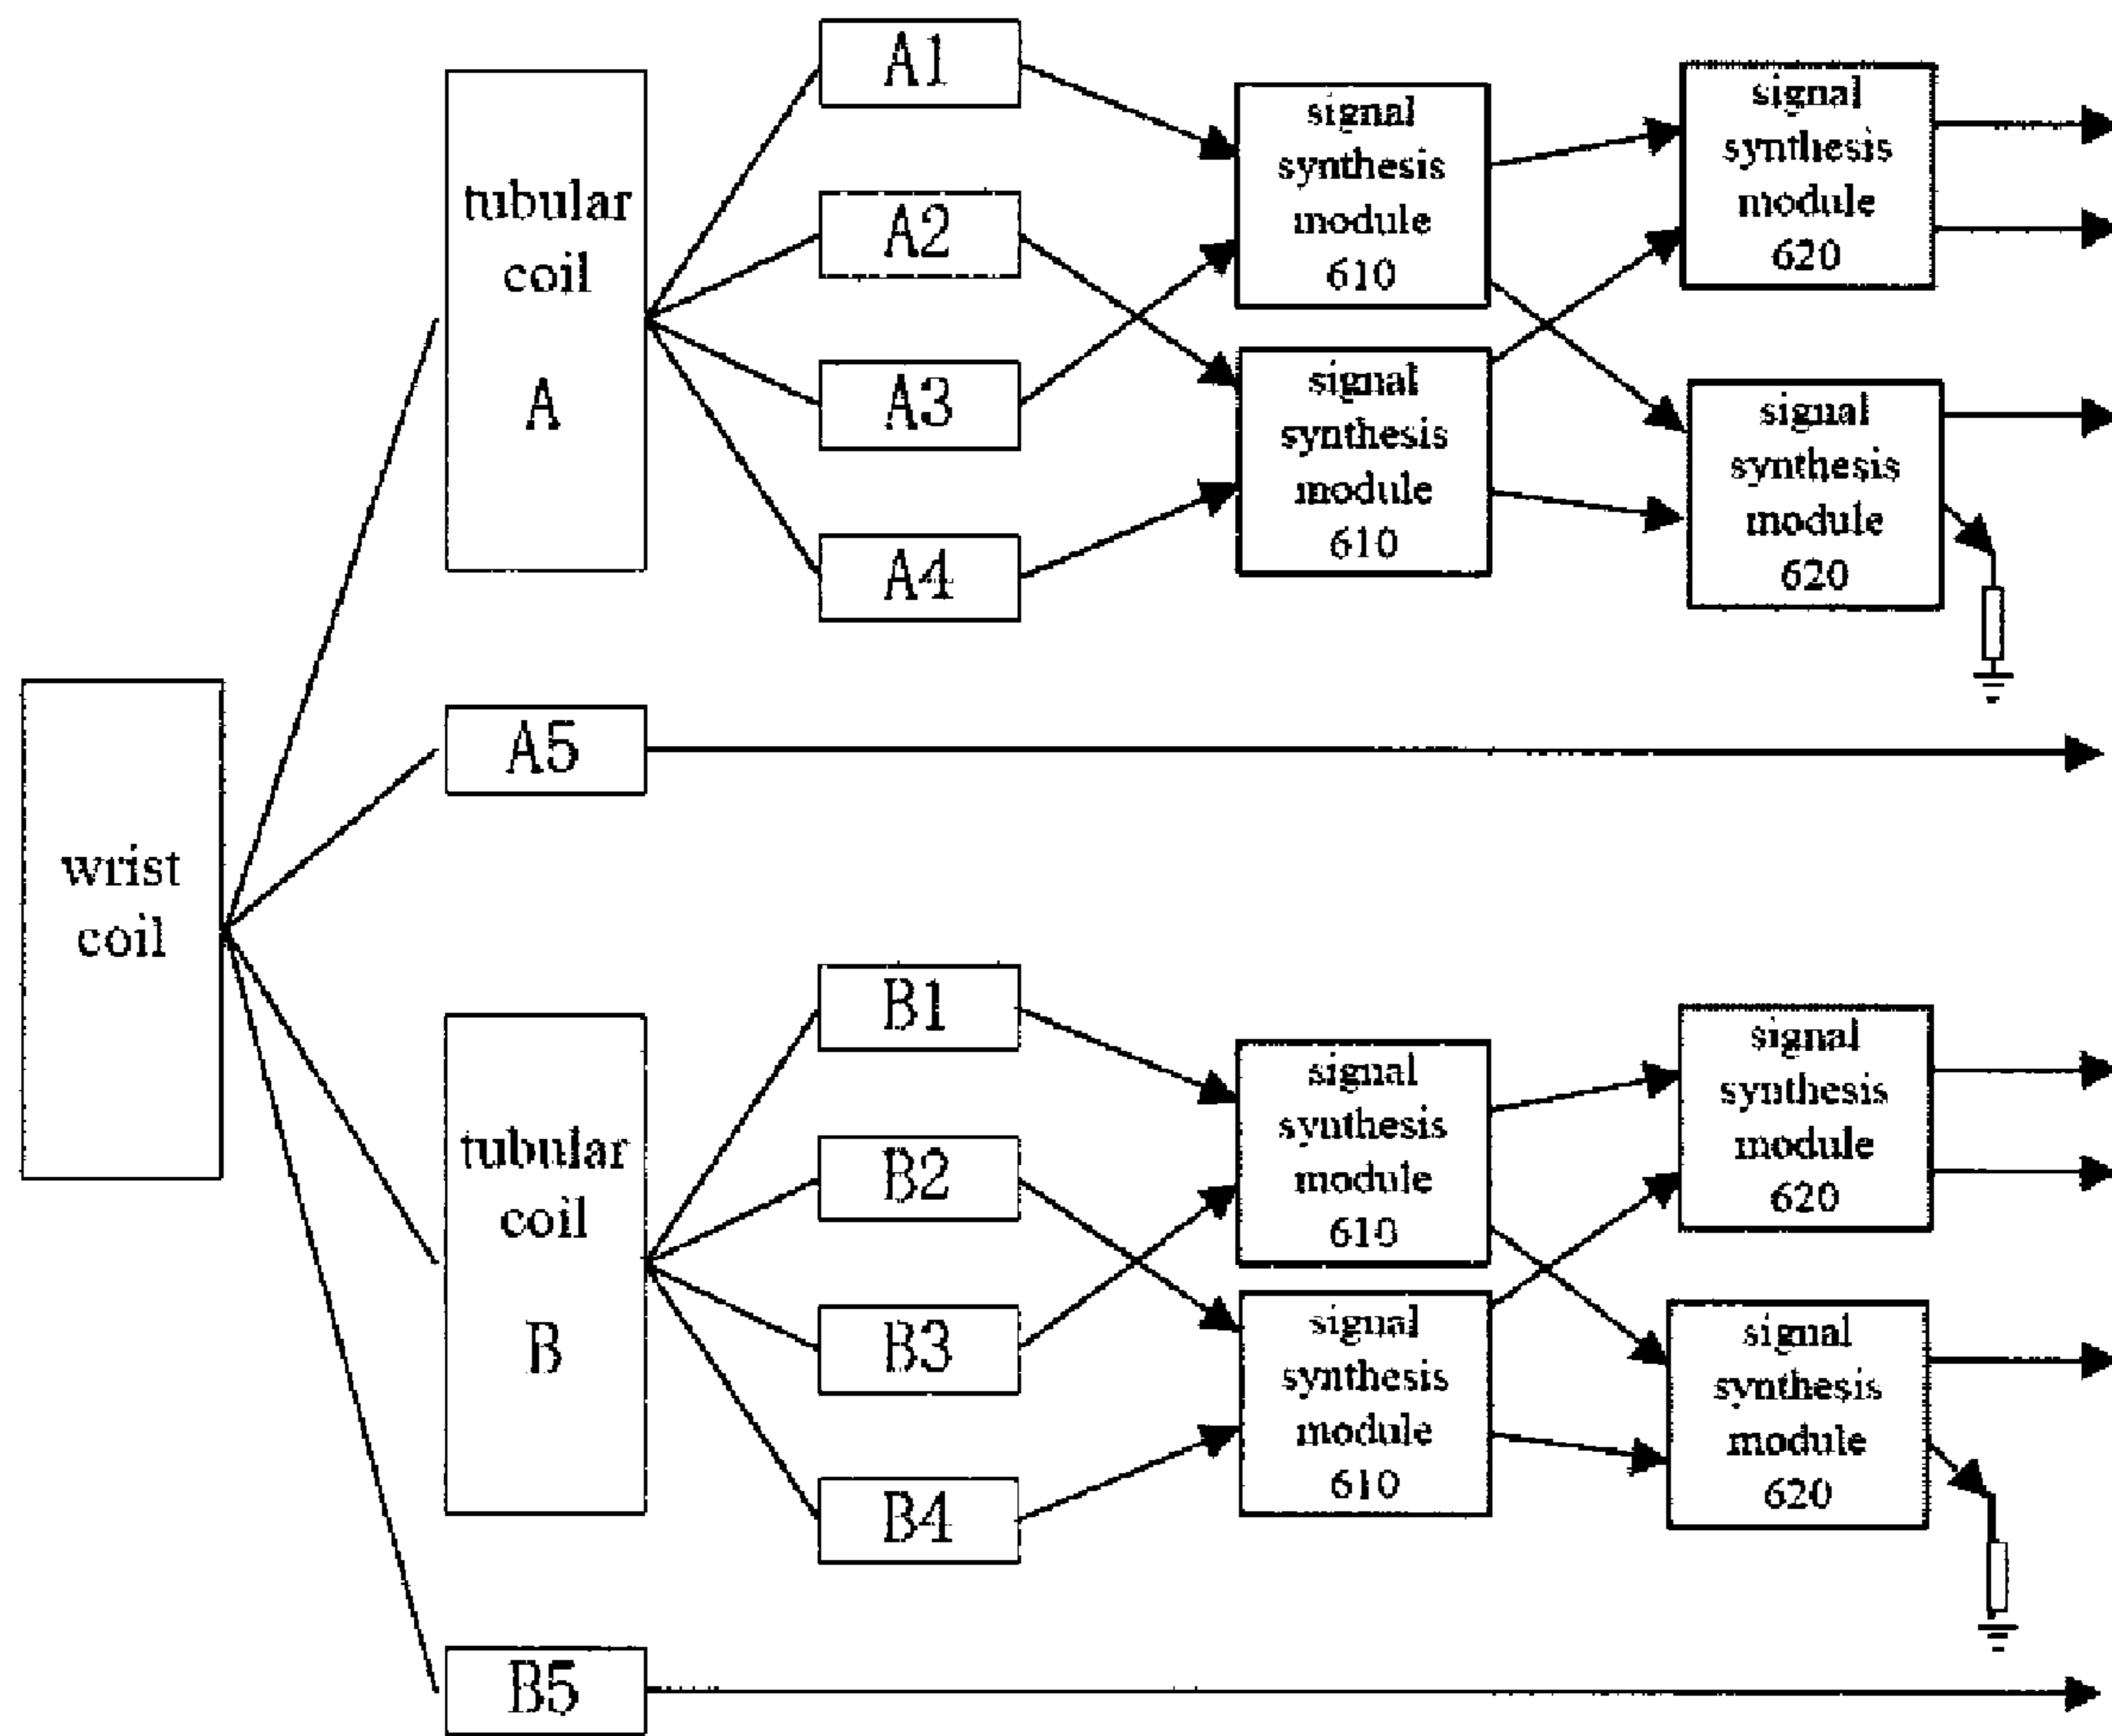 wrist
coil
tubular
coil
A
A5
tubular
coil
B
B5
A1
A2
A3
A4
B1
B2
B3
B4
signal
synthesis
module
610
signal
synthesis
module
610
signal
synthesis
module
620
signal
synthesis
module
620
signal
synthesis
module
610
signal
synthesis
module
610
signal
synthesis
module
620
signal
synthesis
module
620